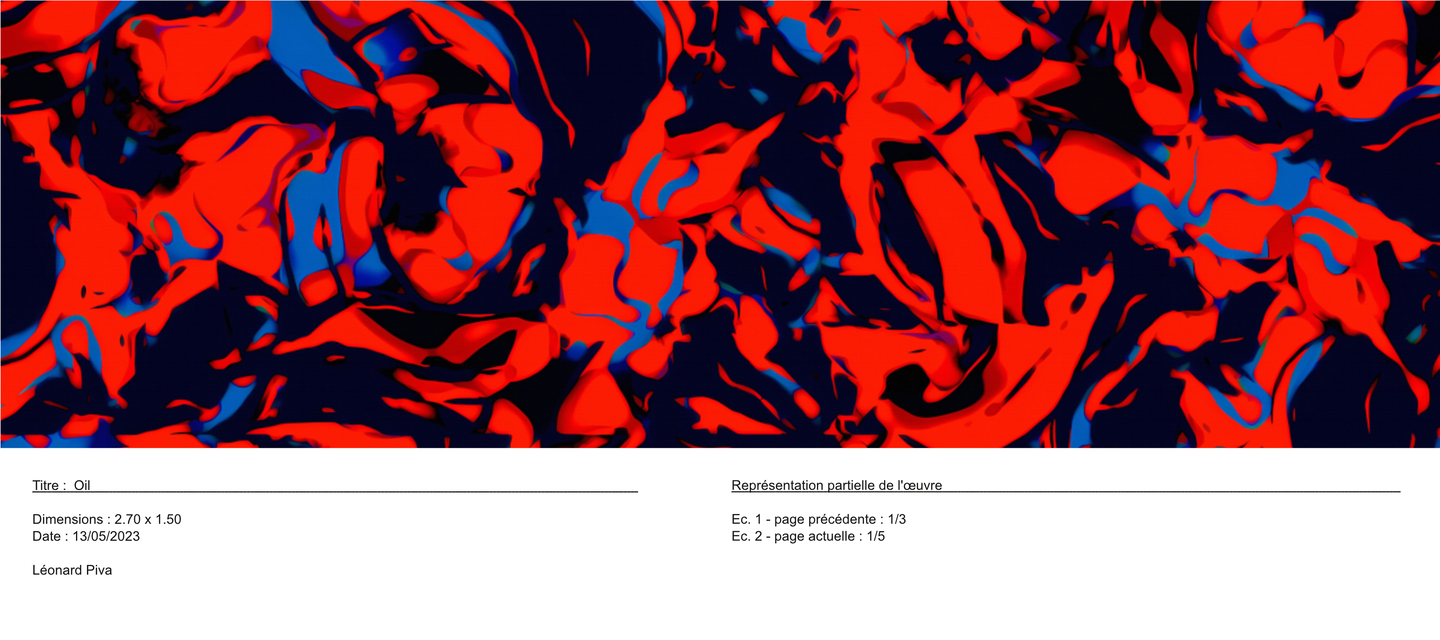 Titre :  Oil
Dimensions : 2.70 x 1.50
Date : 13/05/2023
Léonard Piva
Représentation partielle de l'œuvre
Ec. 1 - page précédente : 1/3
Ec. 2 - page actuelle : 1/5